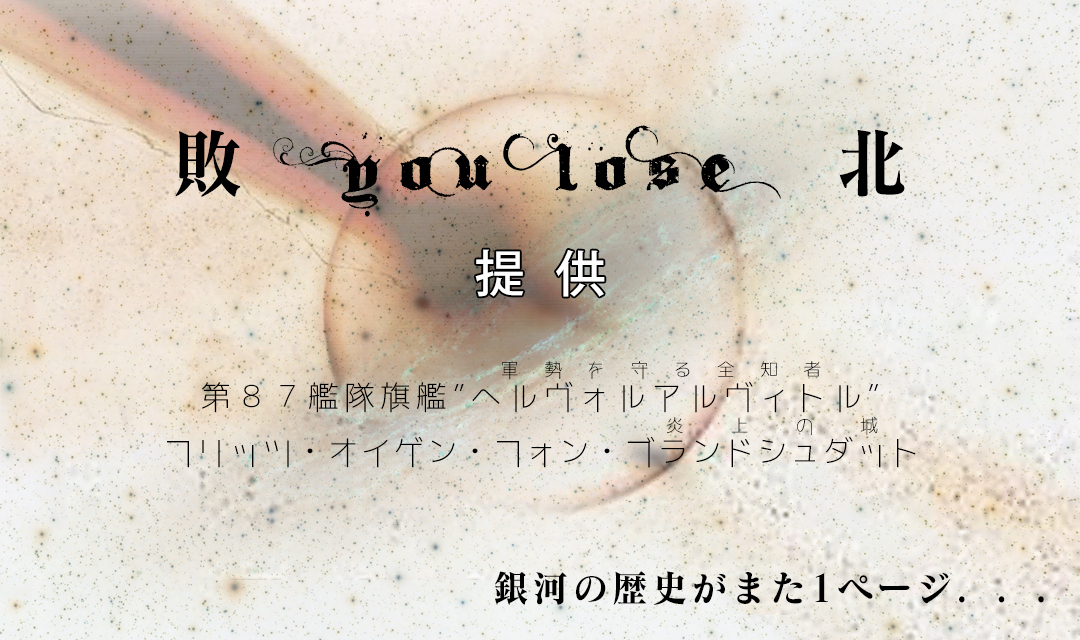 敗 you lose 北
提供
軍勢を守る全知者
第８７艦隊旗艦”ヘルヴォルアルヴィトル”
炎上の城
フリッツ・オイゲン・フォン・ブランドシュダット
銀河の歴史がまた1ページ．．．